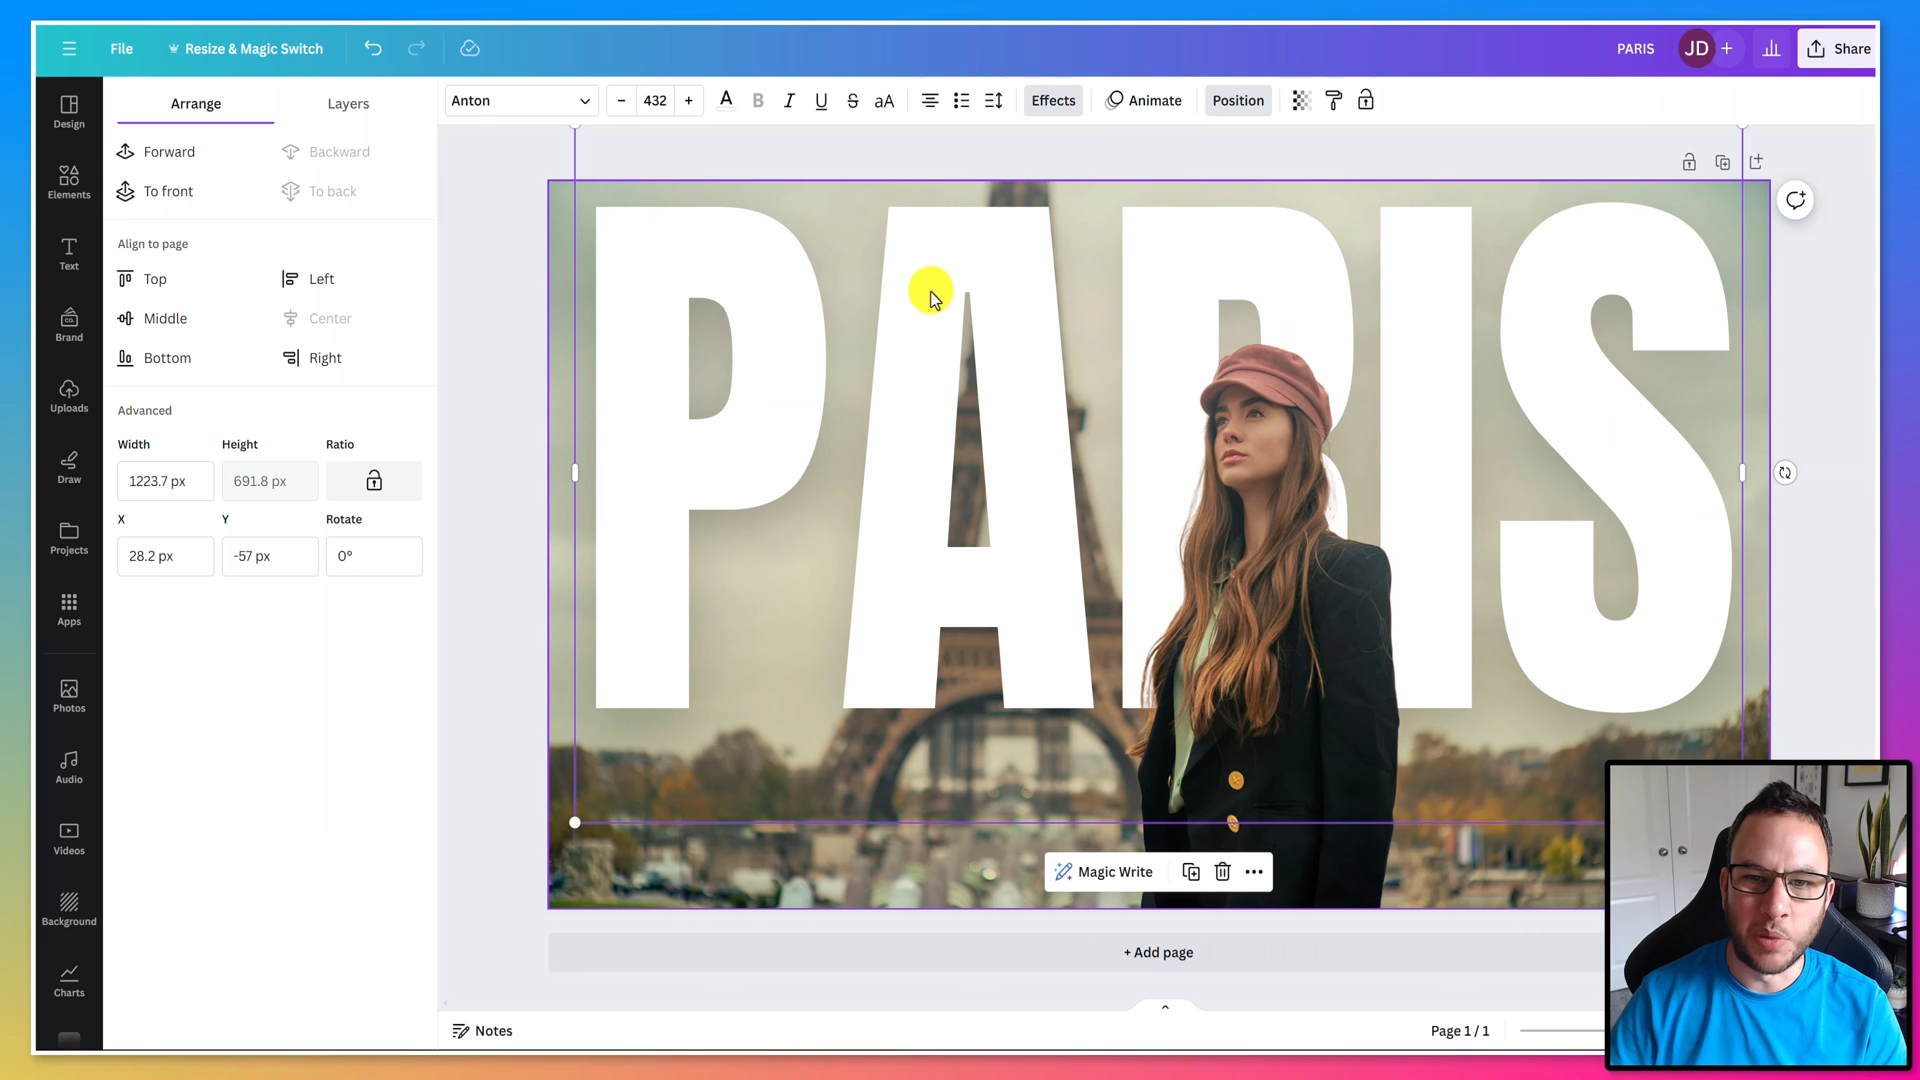 File
Resize & Magic Switch
PARIS
JD
+
Share
Design
Elements
Text
Brand
Uploads
Draw
Projects
Apps
Photos
Audio
Videos
Background
Charts
Arrange
Layers
Forward
Backward
To front
To back
Align to page
Top
Left
Middle
Center
Bottom
Right
Advanced
Width
Height
Ratio
1223.7 px
691.8 px
X
Y
Rotate
28.2 px
-57 px
0°
Anton
– 432 +
A B I U S aA
Effects
Animate
Position
PARIS
Magic Write
+ Add page
Notes
Page 1 / 1